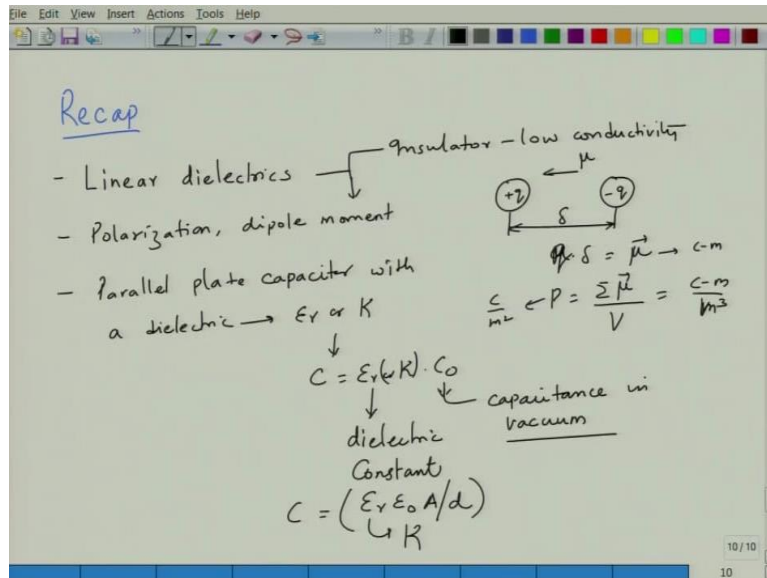 File Edit View Insert Actions Tools Help
Recap
- Linear dielectrics
Insulator - low conductivity
μ
+q -q
δ
- Polarization, dipole moment
q·δ = μ⃗ → c-m
- Parallel plate capacitor with
a dielectric → εr or K
c/m² ← P = Σμ⃗/V = c-m/m³
C = εr(or K) . C0
capacitance in
vacuum
dielectric
Constant
C = (εr ε0 A/d)
K
10/10
10